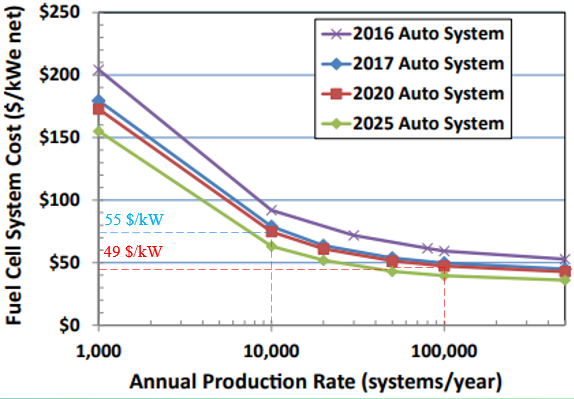 $250
$200
$150
$100
$50
$0
Fuel Cell System Cost ($/kWe net)
2016 Auto System
2017 Auto System
2020 Auto System
2025 Auto System
55 $/kW
49 $/kW
1,000
10,000
100,000
Annual Production Rate (systems/year)